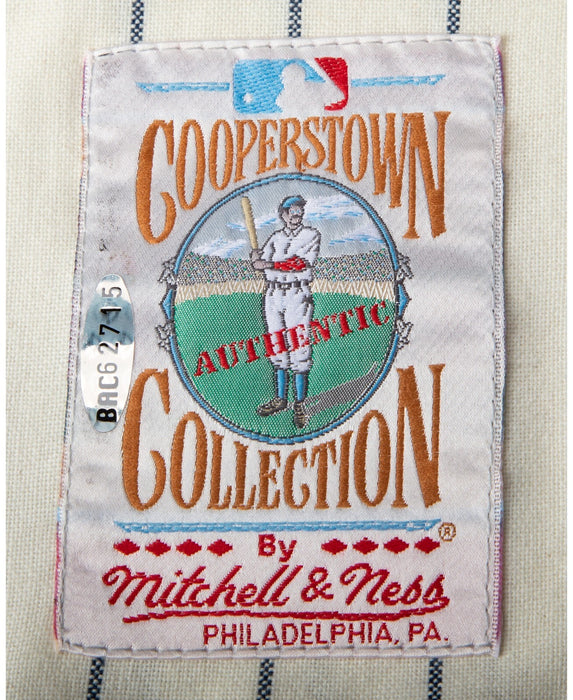 COOPERSTOWN
AUTHENTIC
BAC62715
COLLECTION
®
By
Mitchell & Ness
PHILADELPHIA, PA.